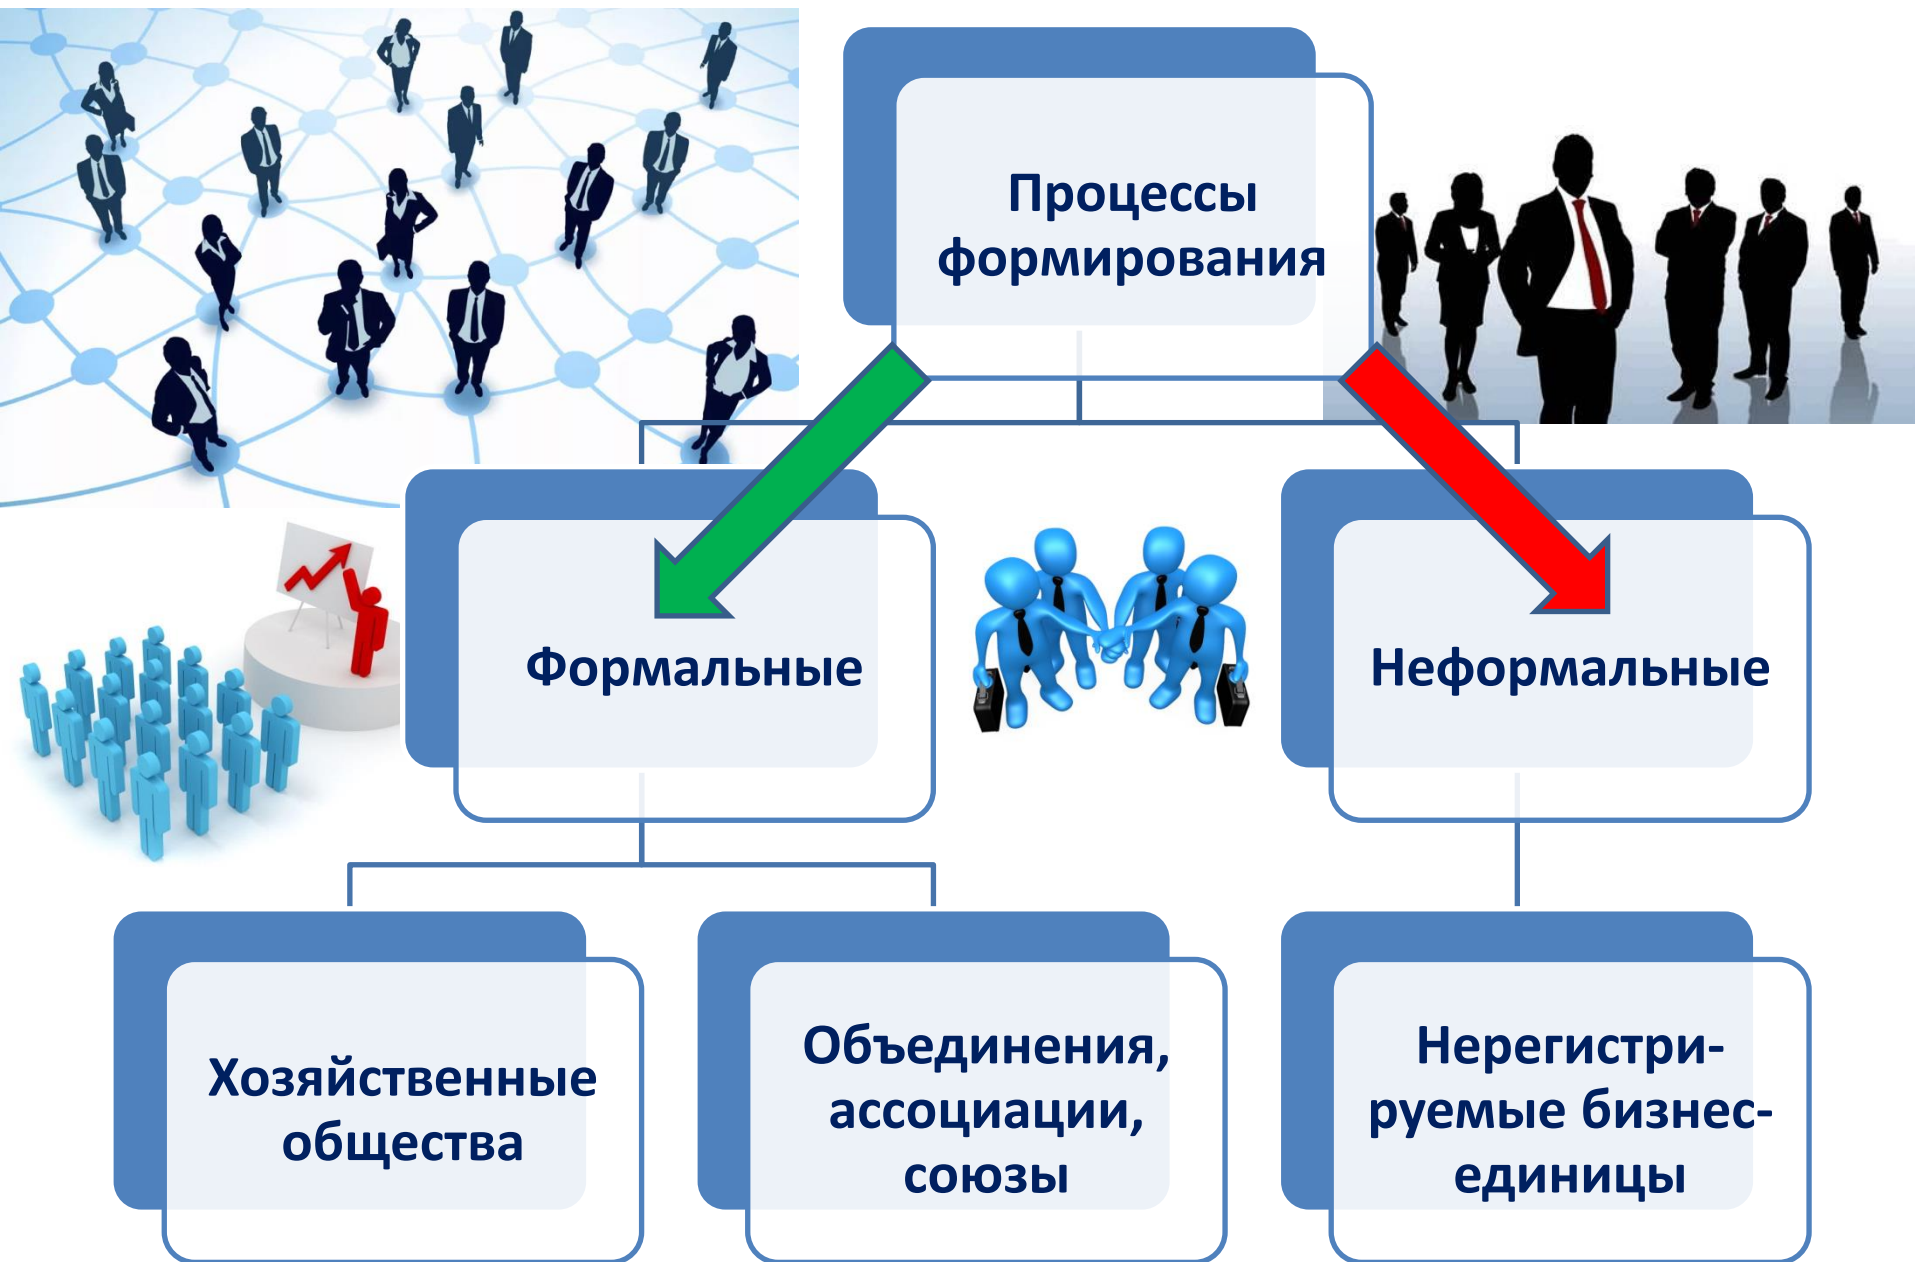 Процессы
формирования
Формальные
Неформальные
Хозяйственные
общества
Объединения,
ассоциации,
союзы
Нерегистри-
руемые бизнес-
единицы